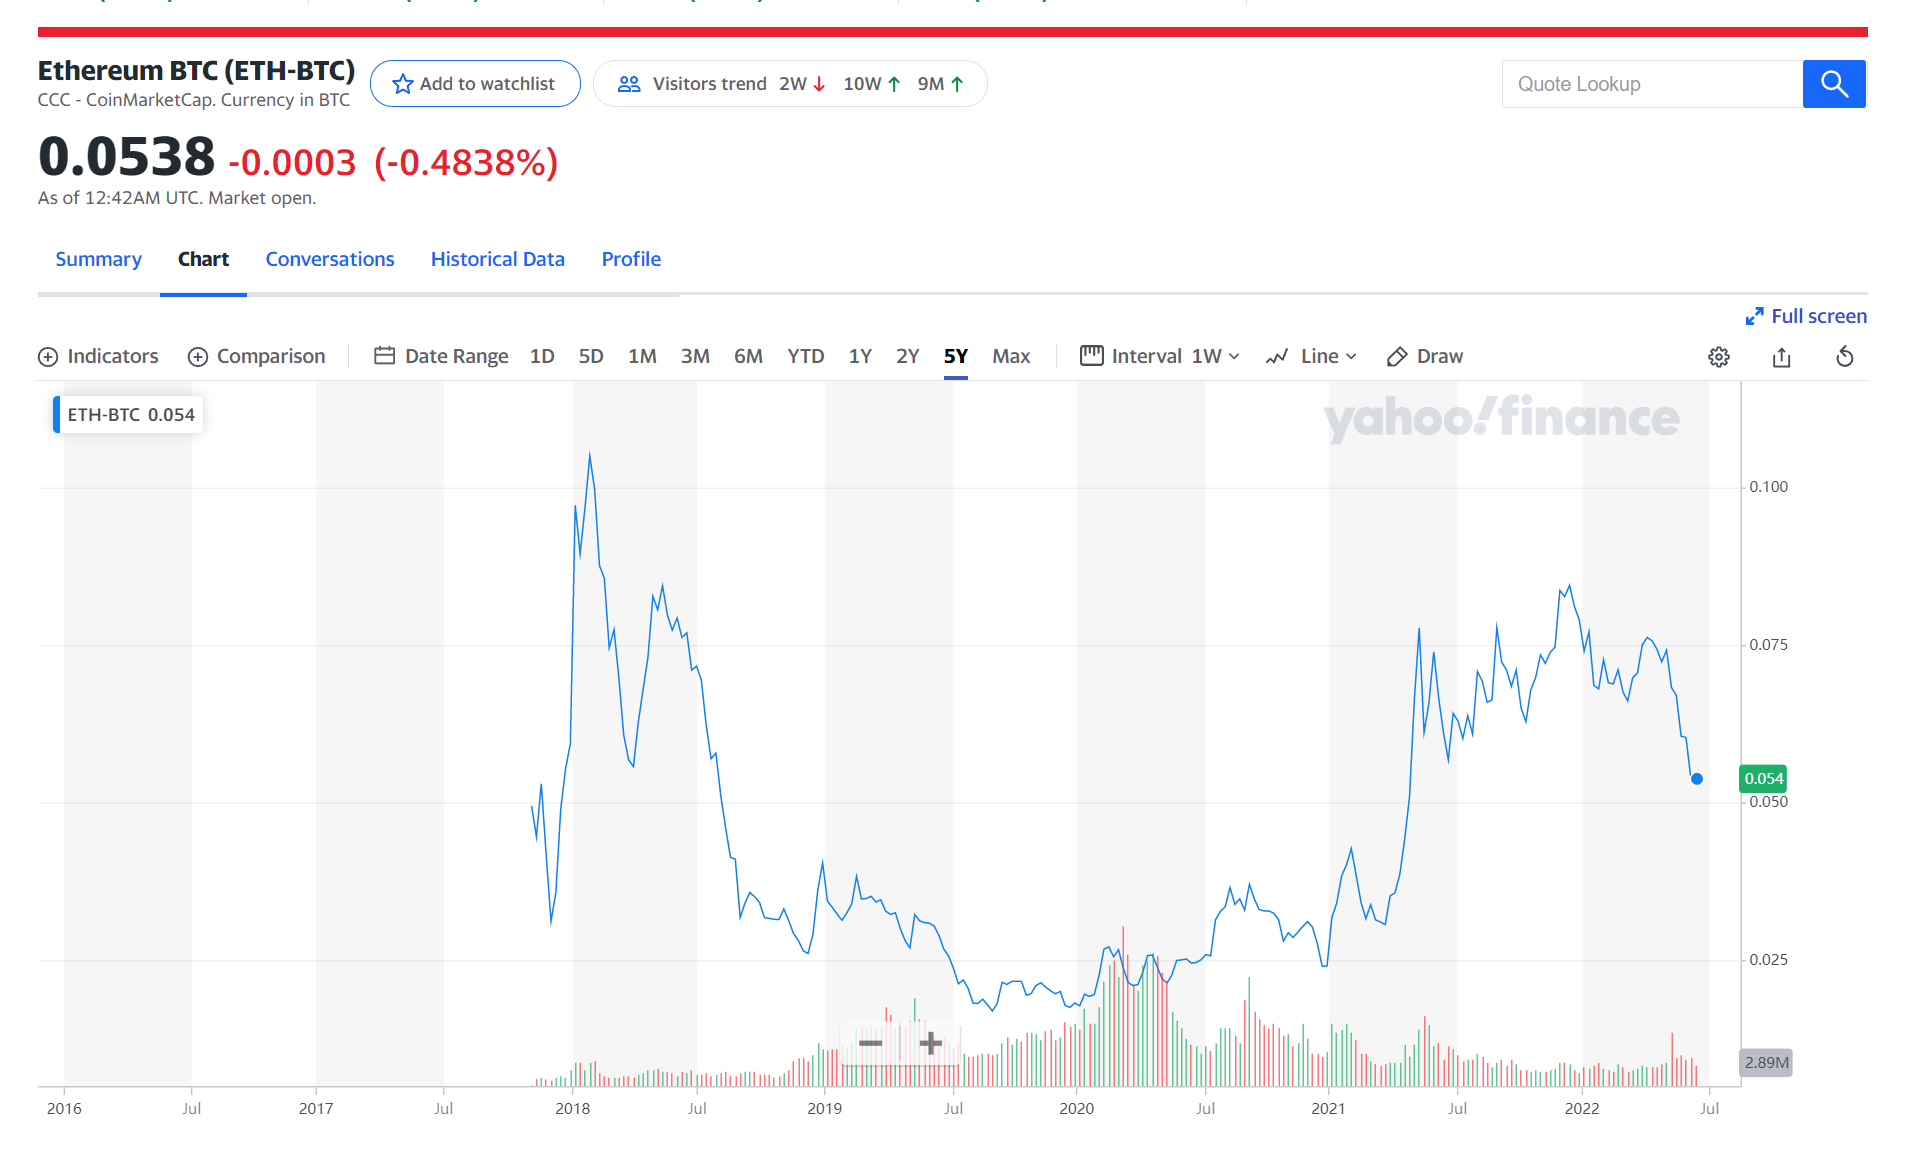 Ethereum BTC (ETH-BTC)
Add to watchlist
Visitors trend 2W 10W 9M
Quote Lookup
CCC - CoinMarketCap. Currency in BTC
0.0538 -0.0003 (-0.4838%)
As of 12:42AM UTC. Market open.
Summary Chart Conversations Historical Data Profile
Full screen
Indicators Comparison Date Range 1D 5D 1M 3M 6M YTD 1Y 2Y 5Y Max Interval 1W Line Draw
ETH-BTC 0.054
yahoo!finance
0.100
0.075
0.054
0.050
0.025
2.89M
2016 Jul 2017 Jul 2018 Jul 2019 Jul 2020 Jul 2021 Jul 2022 Jul